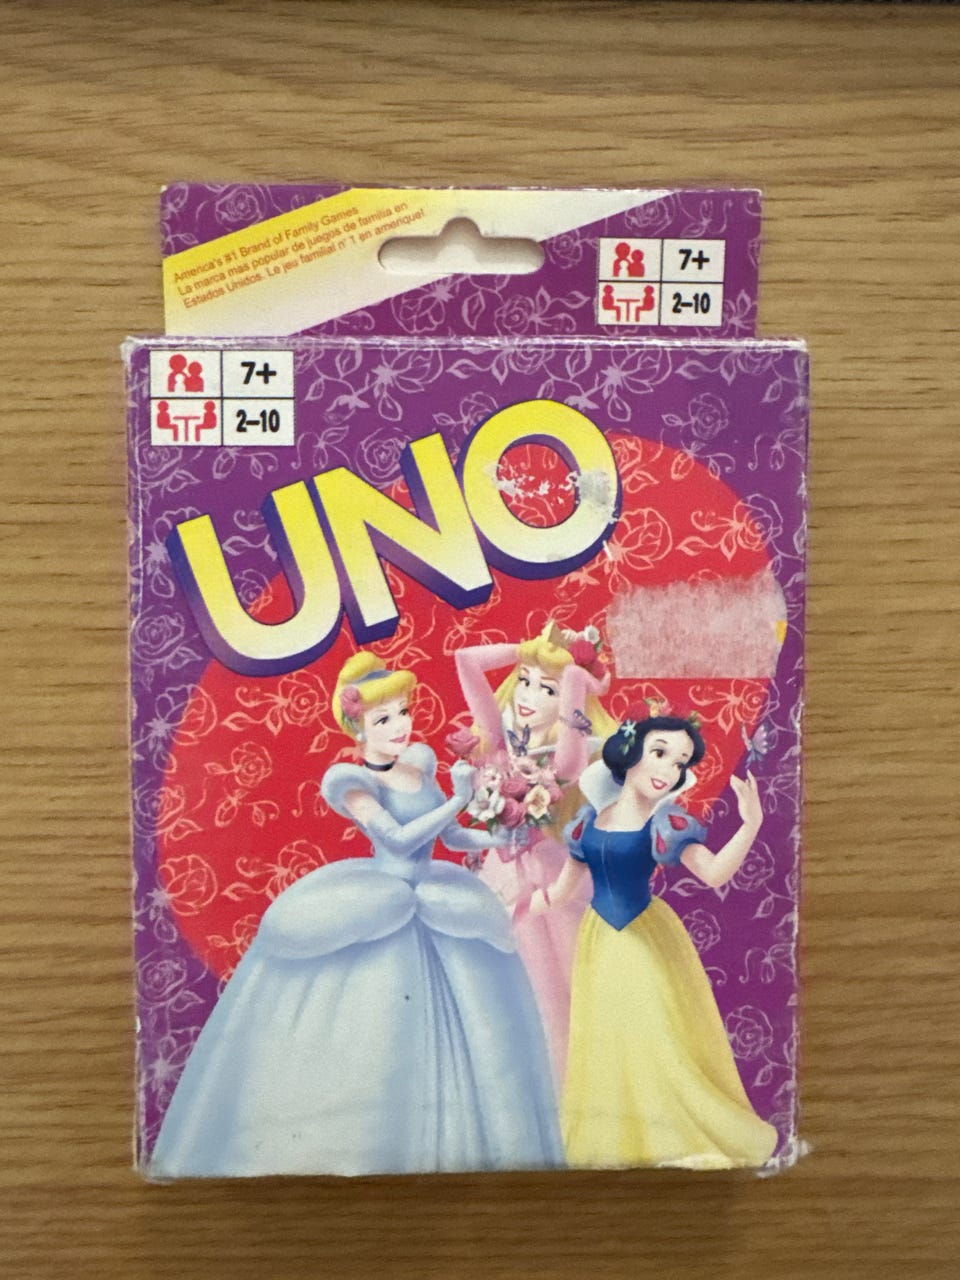 America's #1 Brand of Family Games
La marca mas popular de juegos de familia en
Estados Unidos. Le jeu familial n° 1 en amérique!
7+
2–10
7+
2–10
UNO